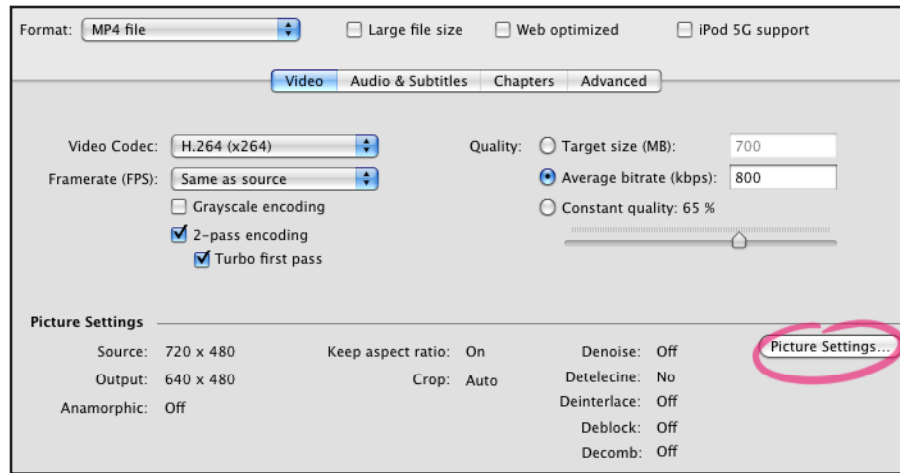 Format: MP4 file Large file size Web optimized iPod 5G support
Video Audio & Subtitles Chapters Advanced
Video Codec: H.264 (x264) Quality: Target size (MB): 700
Framerate (FPS): Same as source Average bitrate (kbps): 800
Grayscale encoding Constant quality: 65 %
2-pass encoding
Turbo first pass
Picture Settings
Picture Settings...
Source: 720 x 480 Keep aspect ratio: On Denoise: Off
Output: 640 x 480 Crop: Auto Detelecine: No
Anamorphic: Off Deinterlace: Off
Deblock: Off
Decomb: Off